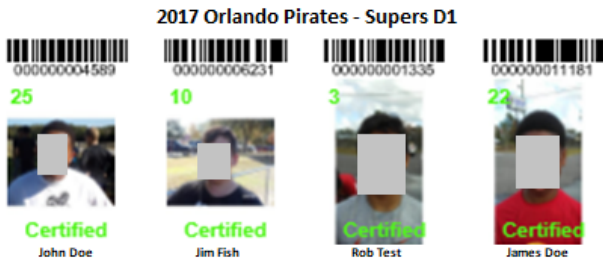 2017 Orlando Pirates - Supers D1
000000004589 000000006231 000000001335 000000011181
25 10 3 22
Certified Certified Certified Certified
John Doe Jim Fish Rob Test James Doe